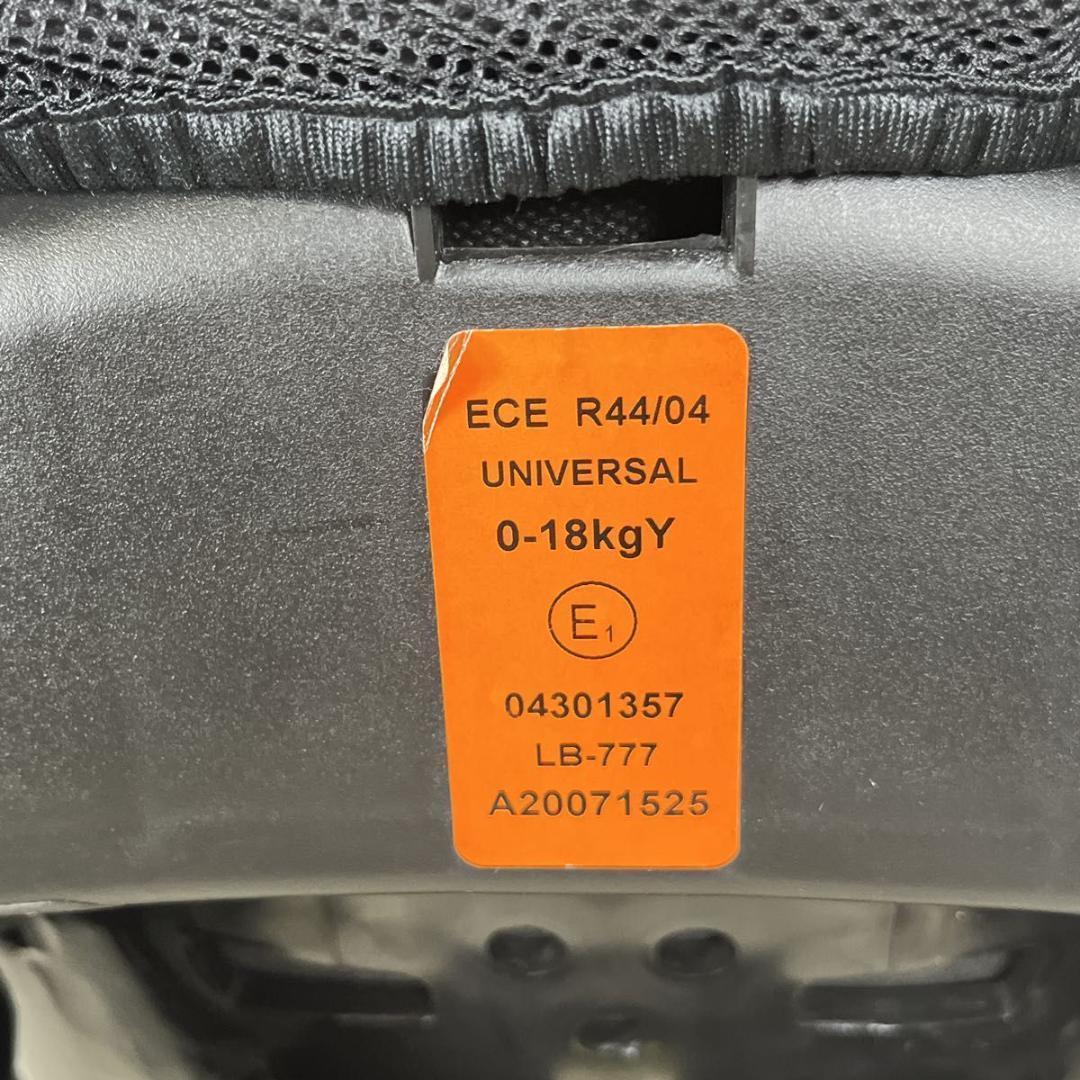 ECE R44/04
UNIVERSAL
0-18kgY
E1
04301357
LB-777
A20071525